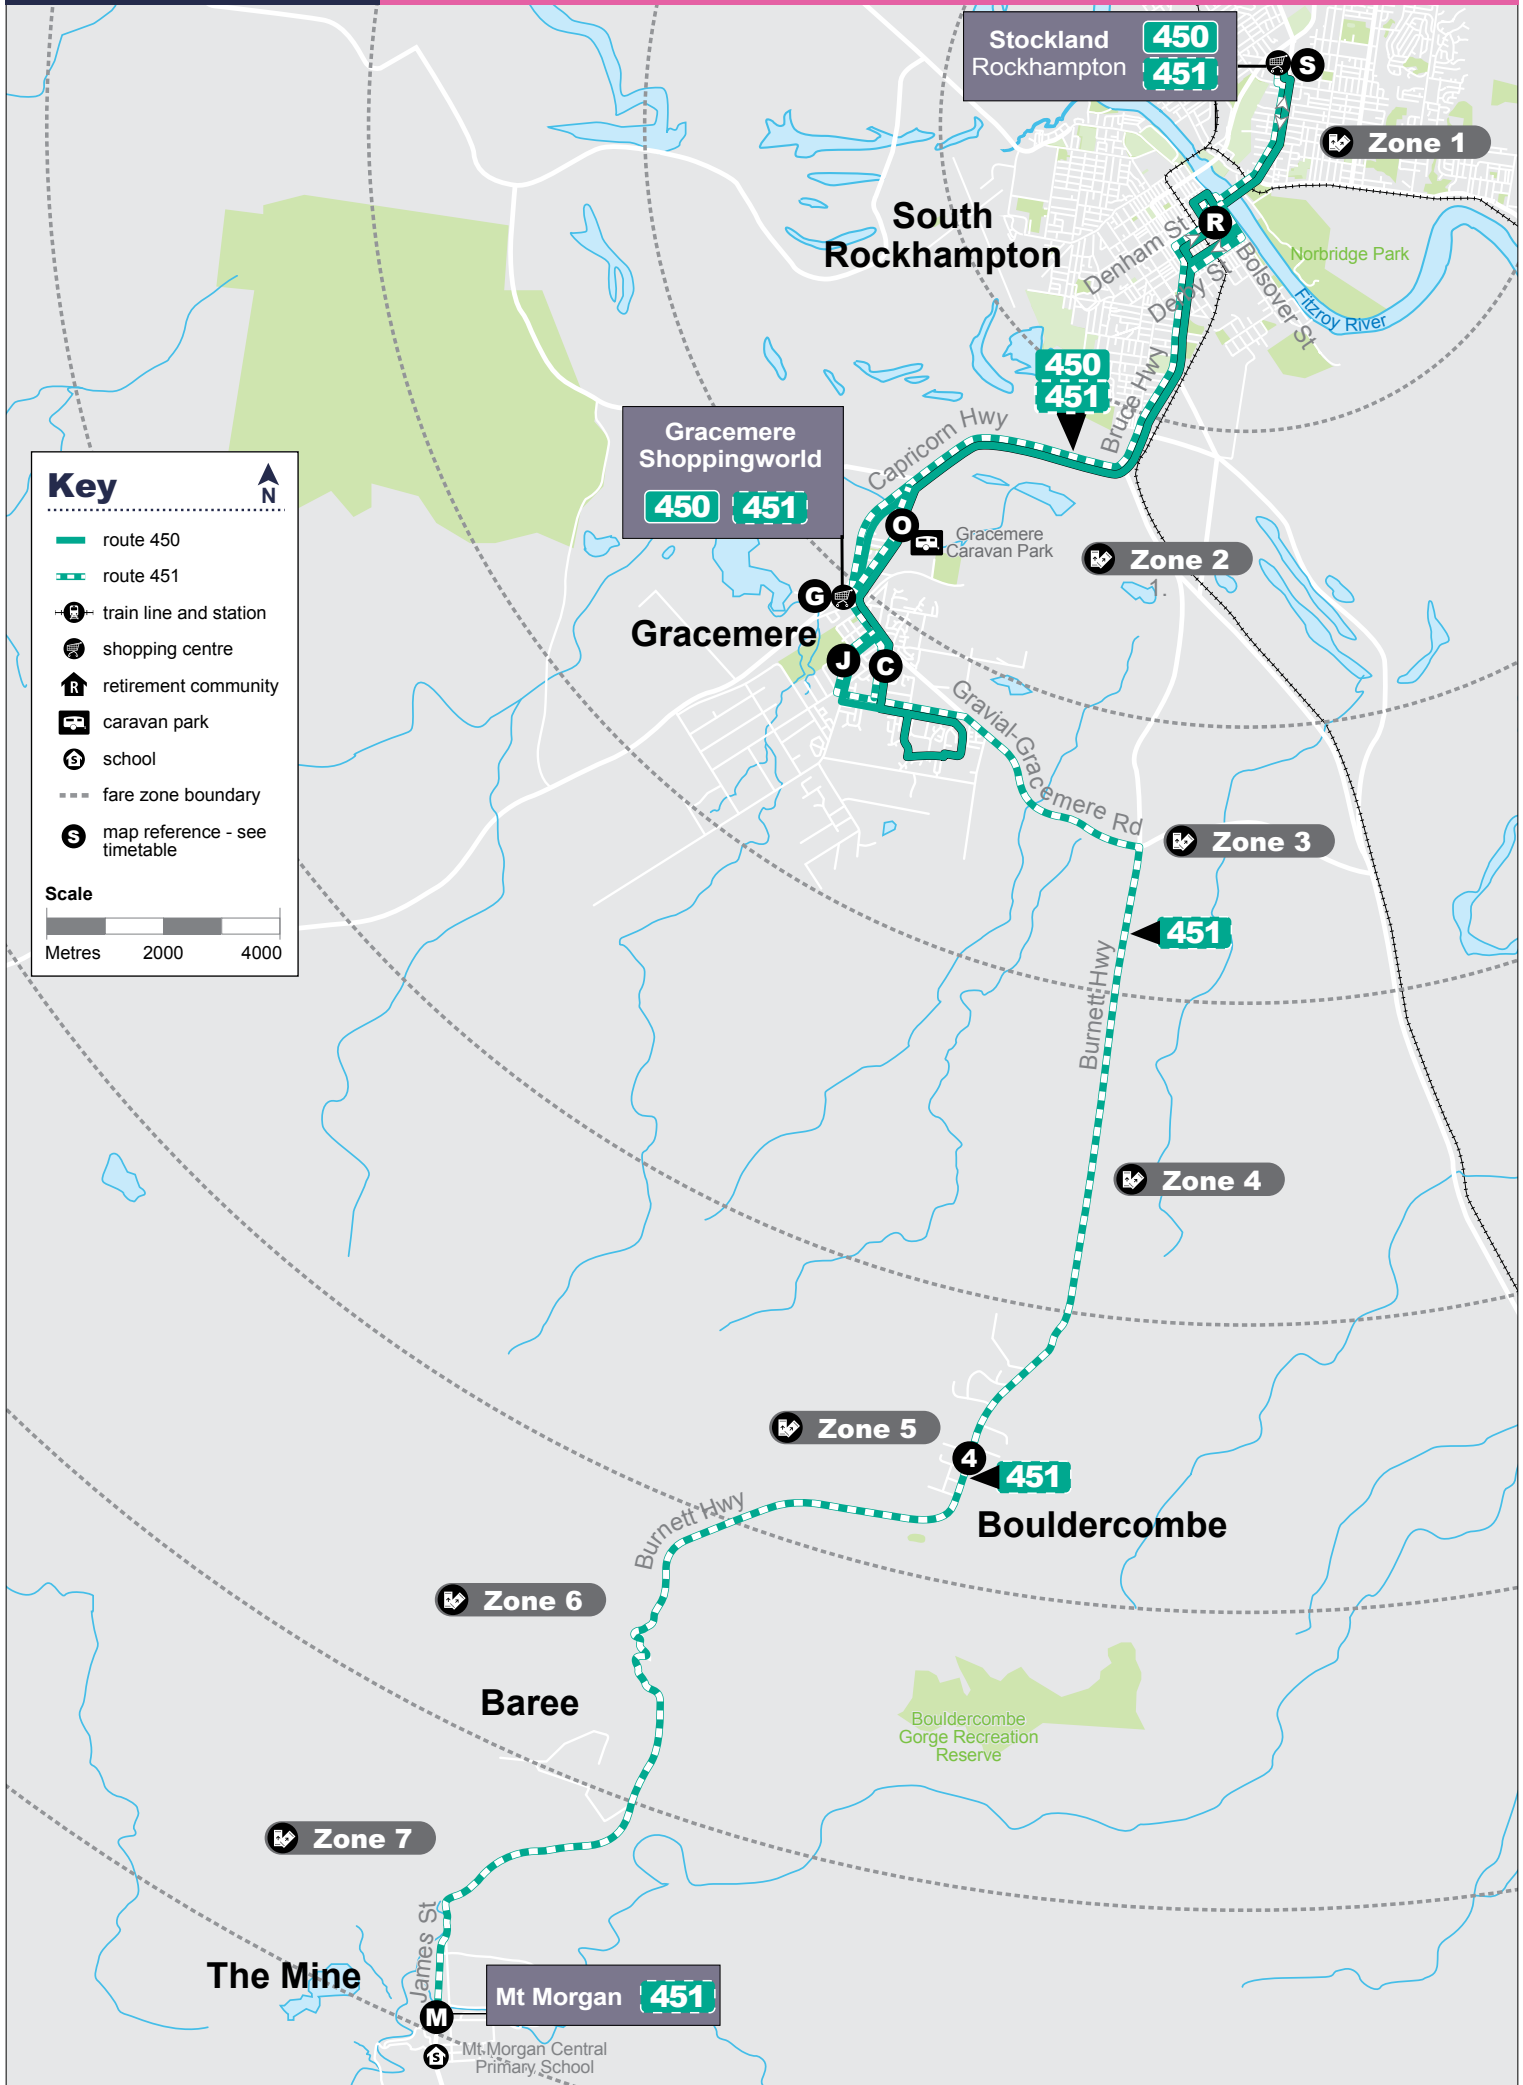 Stockland
Rockhampton
450
451
S
Zone 1
South
Rockhampton
R
Denham St
Derby St
Bolsover St
Norbridge Park
Fitzroy River
450
451
Bruce Hwy
Capricorn Hwy
Gracemere
Shoppingworld
450 451
O
Gracemere
Caravan Park
Zone 2
1.
G
Gracemere
J
C
Gravial-Gracemere Rd
Key
N
route 450
route 451
train line and station
shopping centre
R
retirement community
caravan park
S
school
fare zone boundary
S
map reference - see
timetable
Scale
Metres 2000 4000
Zone 3
451
Burnett Hwy
Zone 4
Zone 5
4
451
Bouldercombe
Burnett Hwy
Zone 6
Baree
Bouldercombe
Gorge Recreation
Reserve
Zone 7
James St
The Mine
Mt Morgan 451
M
S
Mt Morgan Central
Primary School